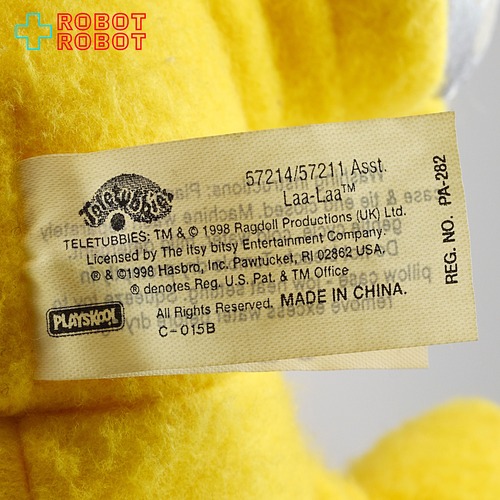 ROBOT
ROBOT
Teletubbies
57214/57211 Asst.
Laa-Laa™
TELETUBBIES: TM & © 1998 Ragdoll Productions (UK) Ltd.
Licensed by The itsy bitsy Entertainment Company.
® & ©1998 Hasbro, Inc. Pawtucket, RI 02862 USA.
® denotes Reg. U.S. Pat. & TM Office
All Rights Reserved. MADE IN CHINA.
PLAYSKOOL
C-015B
REG. NO. PA-282